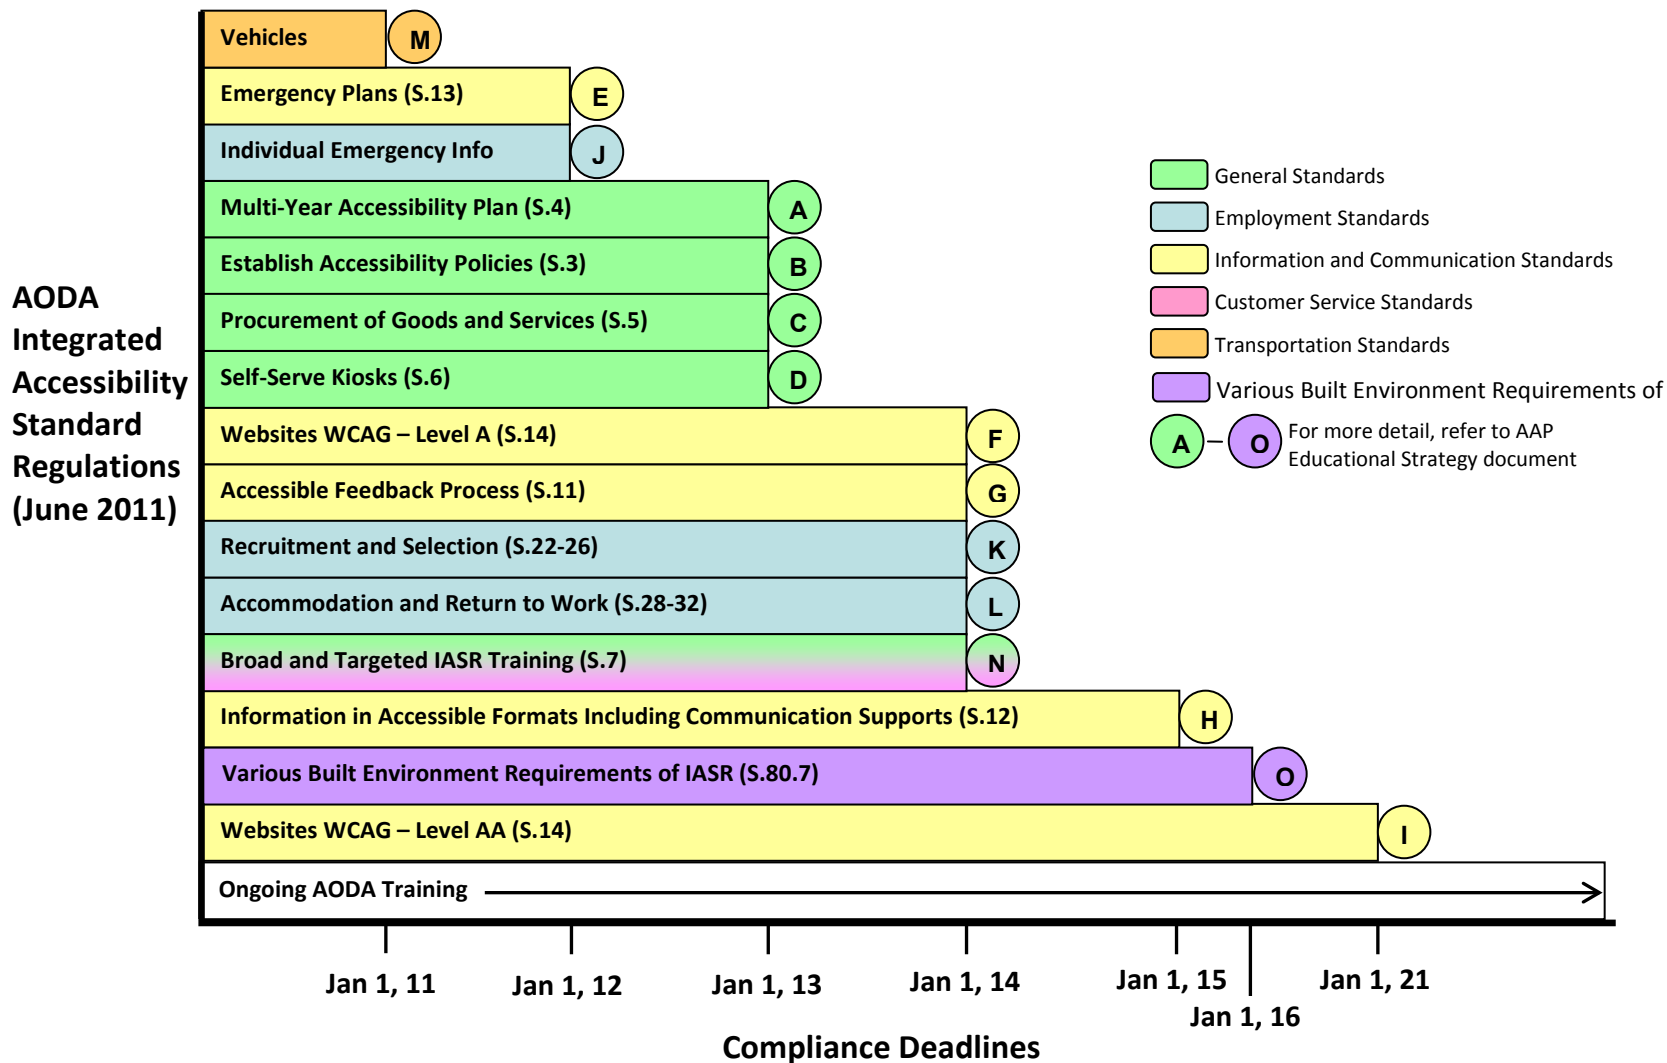 Vehicles
M
Emergency Plans (S.13)
E
Individual Emergency Info
J
Multi-Year Accessibility Plan (S.4)
A
Establish Accessibility Policies (S.3)
B
Procurement of Goods and Services (S.5)
C
Self-Serve Kiosks (S.6)
D
Websites WCAG – Level A (S.14)
F
Accessible Feedback Process (S.11)
G
Recruitment and Selection (S.22-26)
K
Accommodation and Return to Work (S.28-32)
L
Broad and Targeted IASR Training (S.7)
N
Information in Accessible Formats Including Communication Supports (S.12)
H
Various Built Environment Requirements of IASR (S.80.7)
O
Websites WCAG – Level AA (S.14)
I
Ongoing AODA Training
AODA
Integrated
Accessibility
Standard
Regulations
(June 2011)
General Standards
Employment Standards
Information and Communication Standards
Customer Service Standards
Transportation Standards
Various Built Environment Requirements of
A – O
For more detail, refer to AAP
Educational Strategy document
Jan 1, 11
Jan 1, 12
Jan 1, 13
Jan 1, 14
Jan 1, 15
Jan 1, 21
Jan 1, 16
Compliance Deadlines